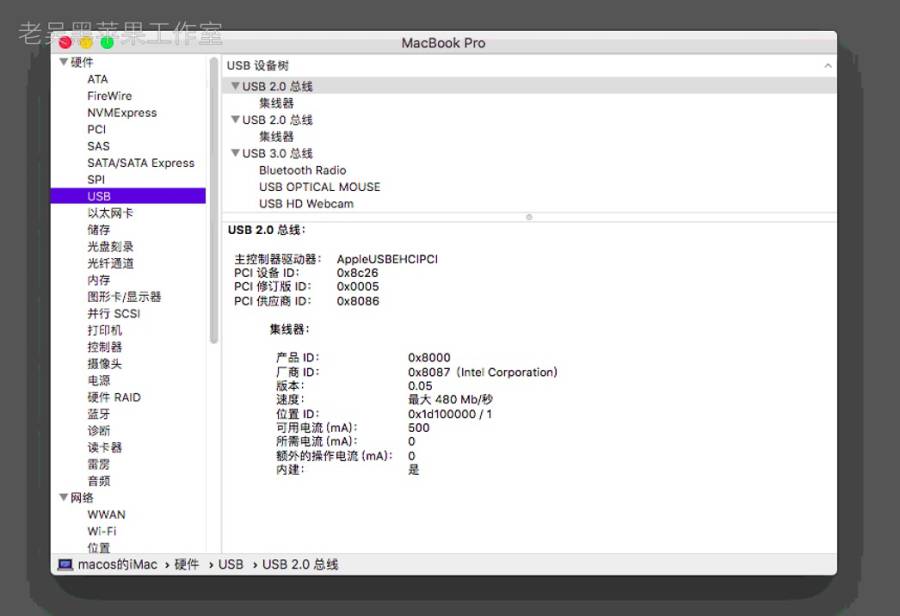 老吴黑苹果工作室
MacBook Pro
硬件
ATA
FireWire
NVMExpress
PCI
SAS
SATA/SATA Express
SPI
USB
以太网卡
储存
光盘刻录
光纤通道
内存
图形卡/显示器
并行 SCSI
打印机
控制器
摄像头
电源
硬件 RAID
蓝牙
诊断
读卡器
雷雳
音频
网络
WWAN
Wi-Fi
位置
USB 设备树
USB 2.0 总线
集线器
USB 2.0 总线
集线器
USB 3.0 总线
Bluetooth Radio
USB OPTICAL MOUSE
USB HD Webcam
USB 2.0 总线：
主控制器驱动器： AppleUSBEHCIPCI
PCI 设备 ID： 0x8c26
PCI 修订版 ID： 0x0005
PCI 供应商 ID： 0x8086
集线器：
产品 ID： 0x8000
厂商 ID： 0x8087（Intel Corporation）
版本： 0.05
速度： 最大 480 Mb/秒
位置 ID： 0x1d100000 / 1
可用电流 (mA)： 500
所需电流 (mA)： 0
额外的操作电流 (mA)： 0
内建： 是
macos的iMac › 硬件 › USB › USB 2.0 总线